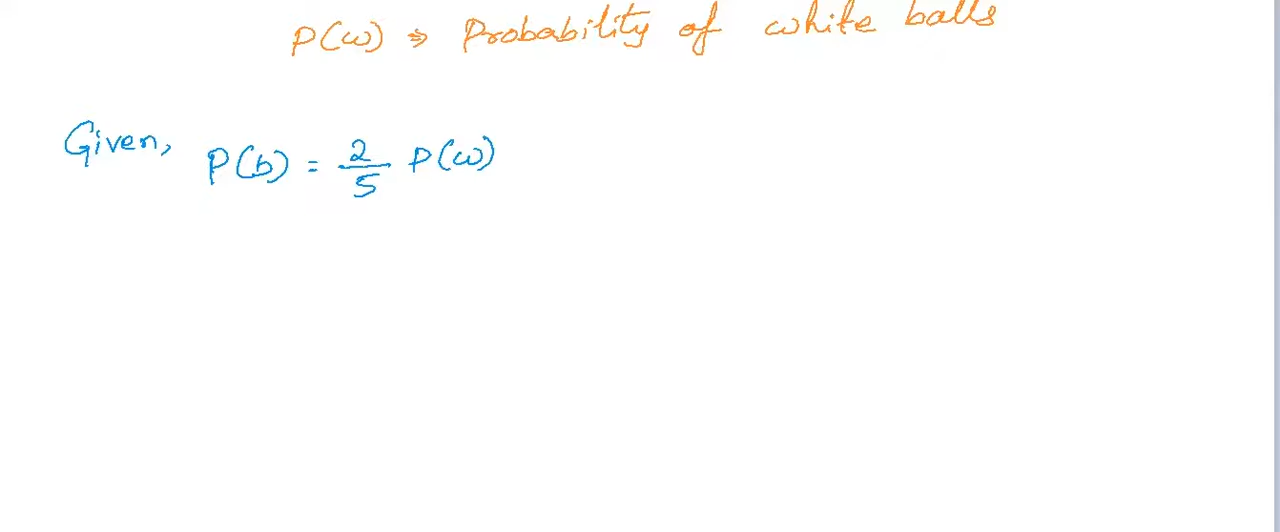 P(w) ⇒ Probability of white balls
Given, P(b) = 2/5 P(w)